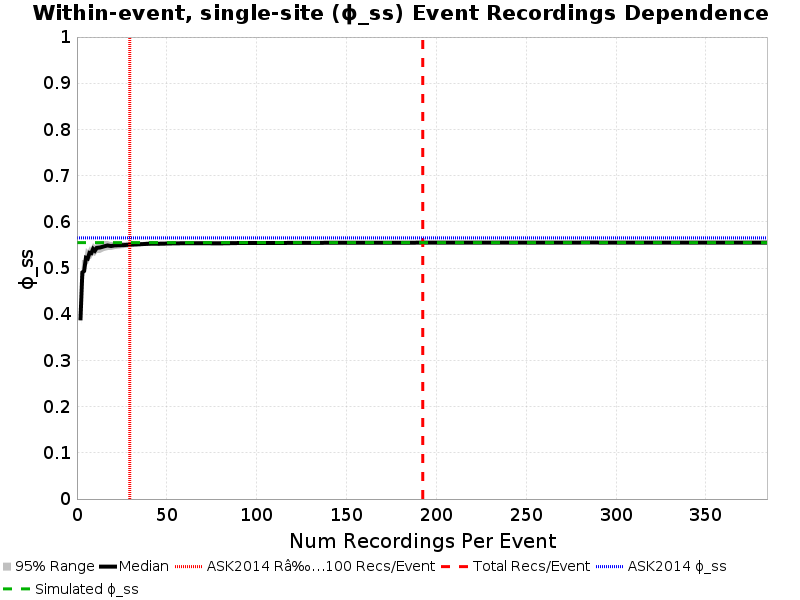 Within-event, single-site (ϕ_ss) Event Recordings Dependence
1
0.9
0.8
0.7
0.6
0.5
0.4
0.3
0.2
0.1
0
ϕ_ss
0 50 100 150 200 250 300 350
Num Recordings Per Event
95% Range Median ASK2014 Râ‰…100 Recs/Event Total Recs/Event ASK2014 ϕ_ss
Simulated ϕ_ss